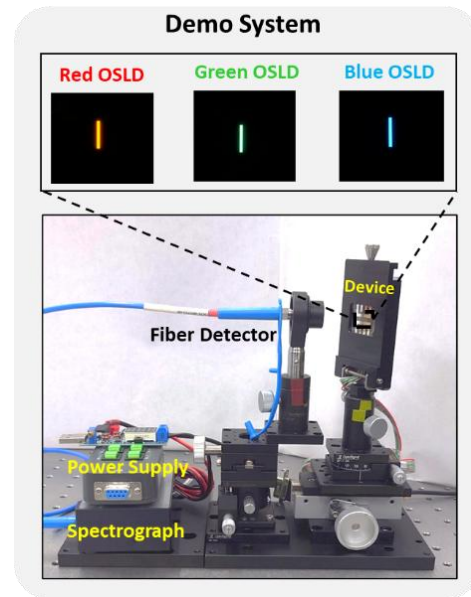 Demo System
Red OSLD
Green OSLD
Blue OSLD
Device
Fiber Detector
Power Supply
Spectrograph